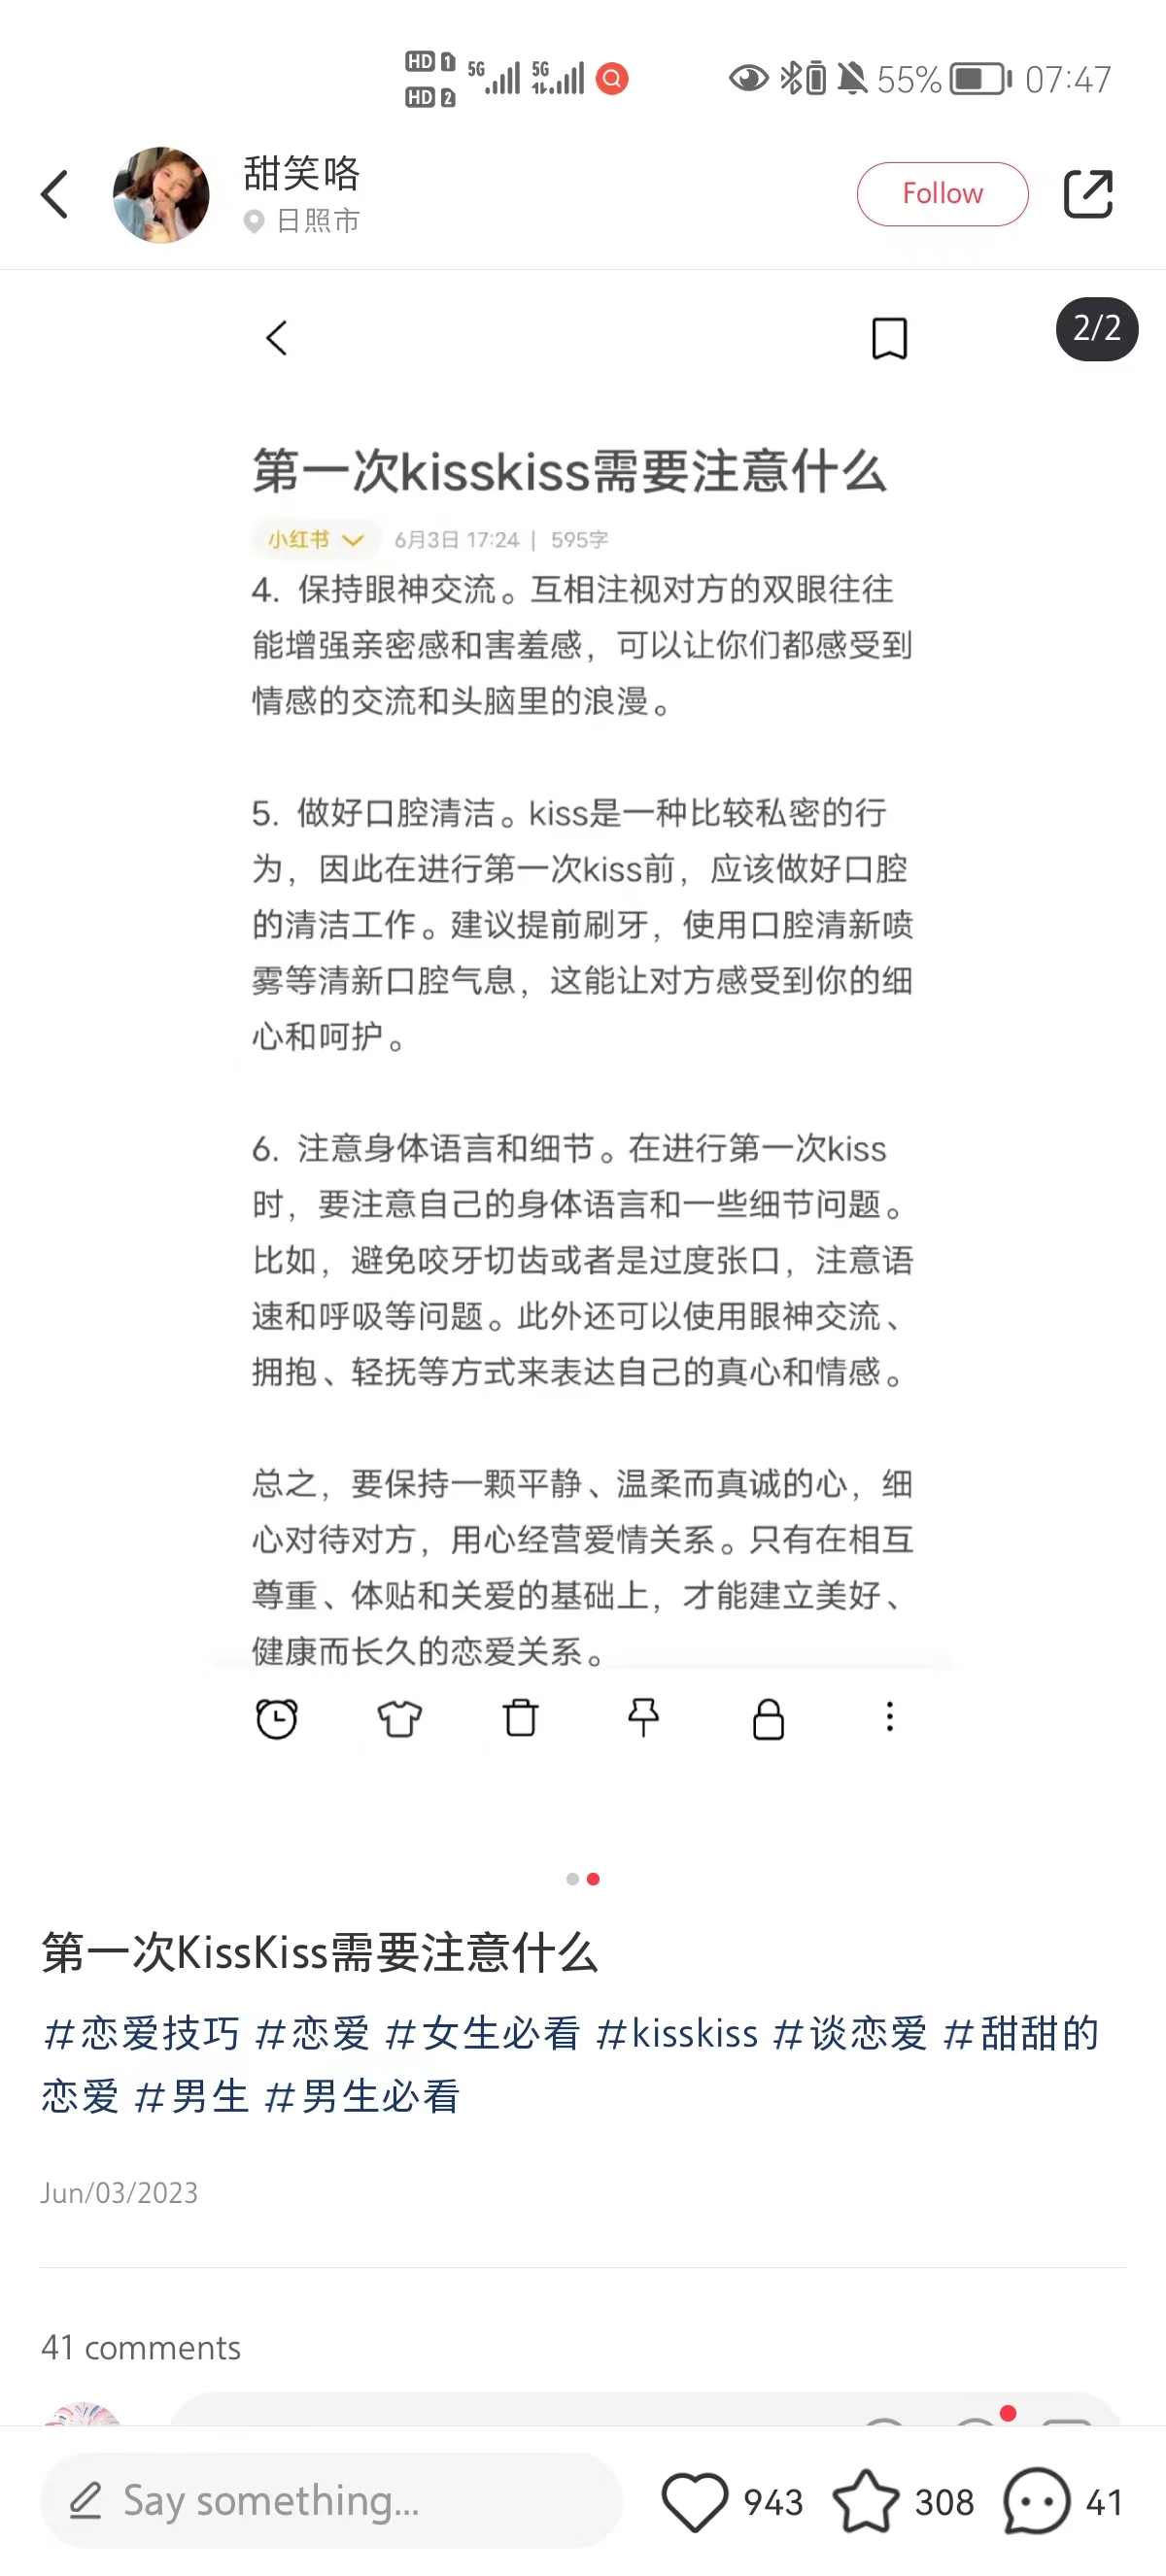 HD 1 5G 5G 55% 07:47
HD 2
甜笑咯
日照市
Follow
2/2
第一次kisskiss需要注意什么
小红书 6月3日 17:24 | 595字
4. 保持眼神交流。互相注视对方的双眼往往
能增强亲密感和害羞感，可以让你们都感受到
情感的交流和头脑里的浪漫。
5. 做好口腔清洁。kiss是一种比较私密的行
为，因此在进行第一次kiss前，应该做好口腔
的清洁工作。建议提前刷牙，使用口腔清新喷
雾等清新口腔气息，这能让对方感受到你的细
心和呵护。
6. 注意身体语言和细节。在进行第一次kiss
时，要注意自己的身体语言和一些细节问题。
比如，避免咬牙切齿或者是过度张口，注意语
速和呼吸等问题。此外还可以使用眼神交流、
拥抱、轻抚等方式来表达自己的真心和情感。
总之，要保持一颗平静、温柔而真诚的心，细
心对待对方，用心经营爱情关系。只有在相互
尊重、体贴和关爱的基础上，才能建立美好、
健康而长久的恋爱关系。
第一次KissKiss需要注意什么
#恋爱技巧 #恋爱 #女生必看 #kisskiss #谈恋爱 #甜甜的
恋爱 #男生 #男生必看
Jun/03/2023
41 comments
Say something... 943 308 41